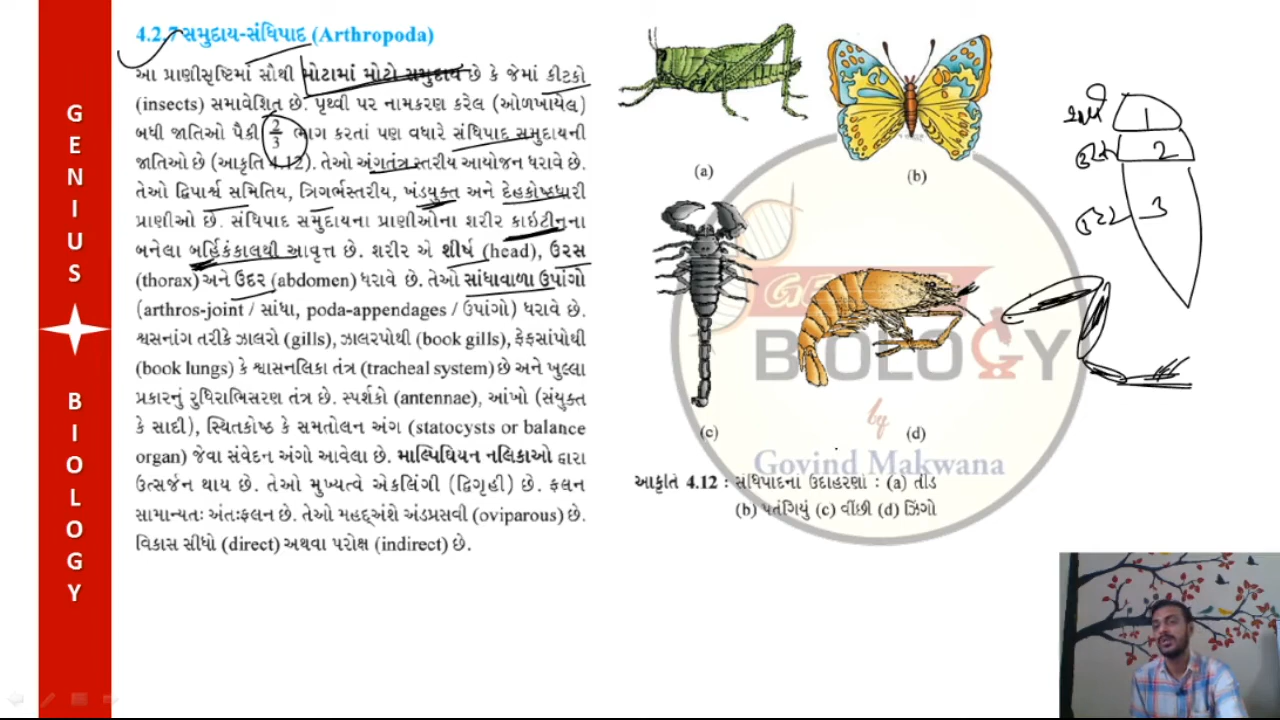 GENIUS
BIOLOGY
4.2.7 સમુદાય-સંધિપાદ (Arthropoda)
આ પ્રાણીસૃષ્ટિમાં સૌથી મોટામાં મોટો સમુદાય છે કે જેમાં કીટકો
(insects) સમાવેશિત છે. પૃથ્વી પર નામકરણ કરેલ (ઓળખાયેલ)
બધી જાતિઓ પૈકી 2/3 ભાગ કરતાં પણ વધારે સંધિપાદ સમુદાયની
જાતિઓ છે (આકૃતિ 4.12). તેઓ અંગતંત્ર સ્તરીય આયોજન ધરાવે છે.
તેઓ દ્વિપાર્શ્વ સમિતિય, ત્રિગર્ભસ્તરીય, ખંડયુક્ત અને દેહકોષ્ઠધારી
પ્રાણીઓ છે. સંધિપાદ સમુદાયના પ્રાણીઓના શરીર કાઇટીનના
બનેલા બર્હિકંકાલથી આવૃત્ત છે. શરીર એ શીર્ષ (head), ઉરસ
(thorax) અને ઉદર (abdomen) ધરાવે છે. તેઓ સાંધાવાળા ઉપાંગો
(arthros-joint / સાંધા, poda-appendages / ઉપાંગો) ધરાવે છે.
શ્વસનાંગ તરીકે ઝાલરો (gills), ઝાલરપોથી (book gills), ફેફસાંપોથી
(book lungs) કે શ્વાસનલિકા તંત્ર (tracheal system) છે અને ખુલ્લા
પ્રકારનું રુધિરાભિસરણ તંત્ર છે. સ્પર્શકો (antennae), આંખો (સંયુક્ત
કે સાદી), સ્થિતકોષ્ઠ કે સમતોલન અંગ (statocysts or balance
organ) જેવા સંવેદન અંગો આવેલા છે. માલ્પિઘિયન નલિકાઓ દ્વારા
ઉત્સર્જન થાય છે. તેઓ મુખ્યત્વે એકલિંગી (દ્વિગૃહી) છે. ફલન
સામાન્યતઃ અંતઃફલન છે. તેઓ મહદ્અંશે અંડપ્રસવી (oviparous) છે.
વિકાસ સીધો (direct) અથવા પરોક્ષ (indirect) છે.
(a)
(b)
(c)
(d)
BIOLOGY
by
Govind Makwana
આકૃતિ 4.12 : સંધિપાદના ઉદાહરણો : (a) તીડ
(b) પતંગિયું (c) વીંછી (d) ઝિંગો
1
2
3